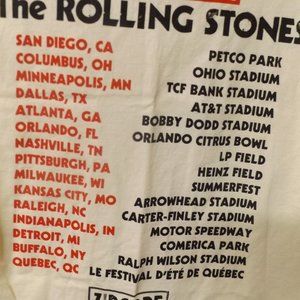 The ROLLING STONES
SAN DIEGO, CA PETCO PARK
COLUMBUS, OH OHIO STADIUM
MINNEAPOLIS, MN TCF BANK STADIUM
DALLAS, TX AT&T STADIUM
ATLANTA, GA BOBBY DODD STADIUM
ORLANDO, FL ORLANDO CITRUS BOWL
NASHVILLE, TN LP FIELD
PITTSBURGH, PA HEINZ FIELD
MILWAUKEE, WI SUMMERFEST
KANSAS CITY, MO ARROWHEAD STADIUM
RALEIGH, NC CARTER-FINLEY STADIUM
INDIANAPOLIS, IN MOTOR SPEEDWAY
DETROIT, MI COMERICA PARK
BUFFALO, NY RALPH WILSON STADIUM
QUEBEC, QC LE FESTIVAL D'ÉTÉ DE QUÉBEC